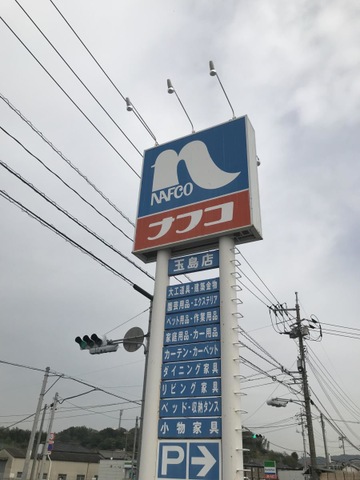 NAFCO
ナフコ
玉島店
大工道具・建築金物
園芸用品・エクステリア
ペット用品・作業用品
家庭用品・カー用品
カーテン・カーペット
ダイニング家具
リビング家具
ベッド・収納タンス
小物家具
P→